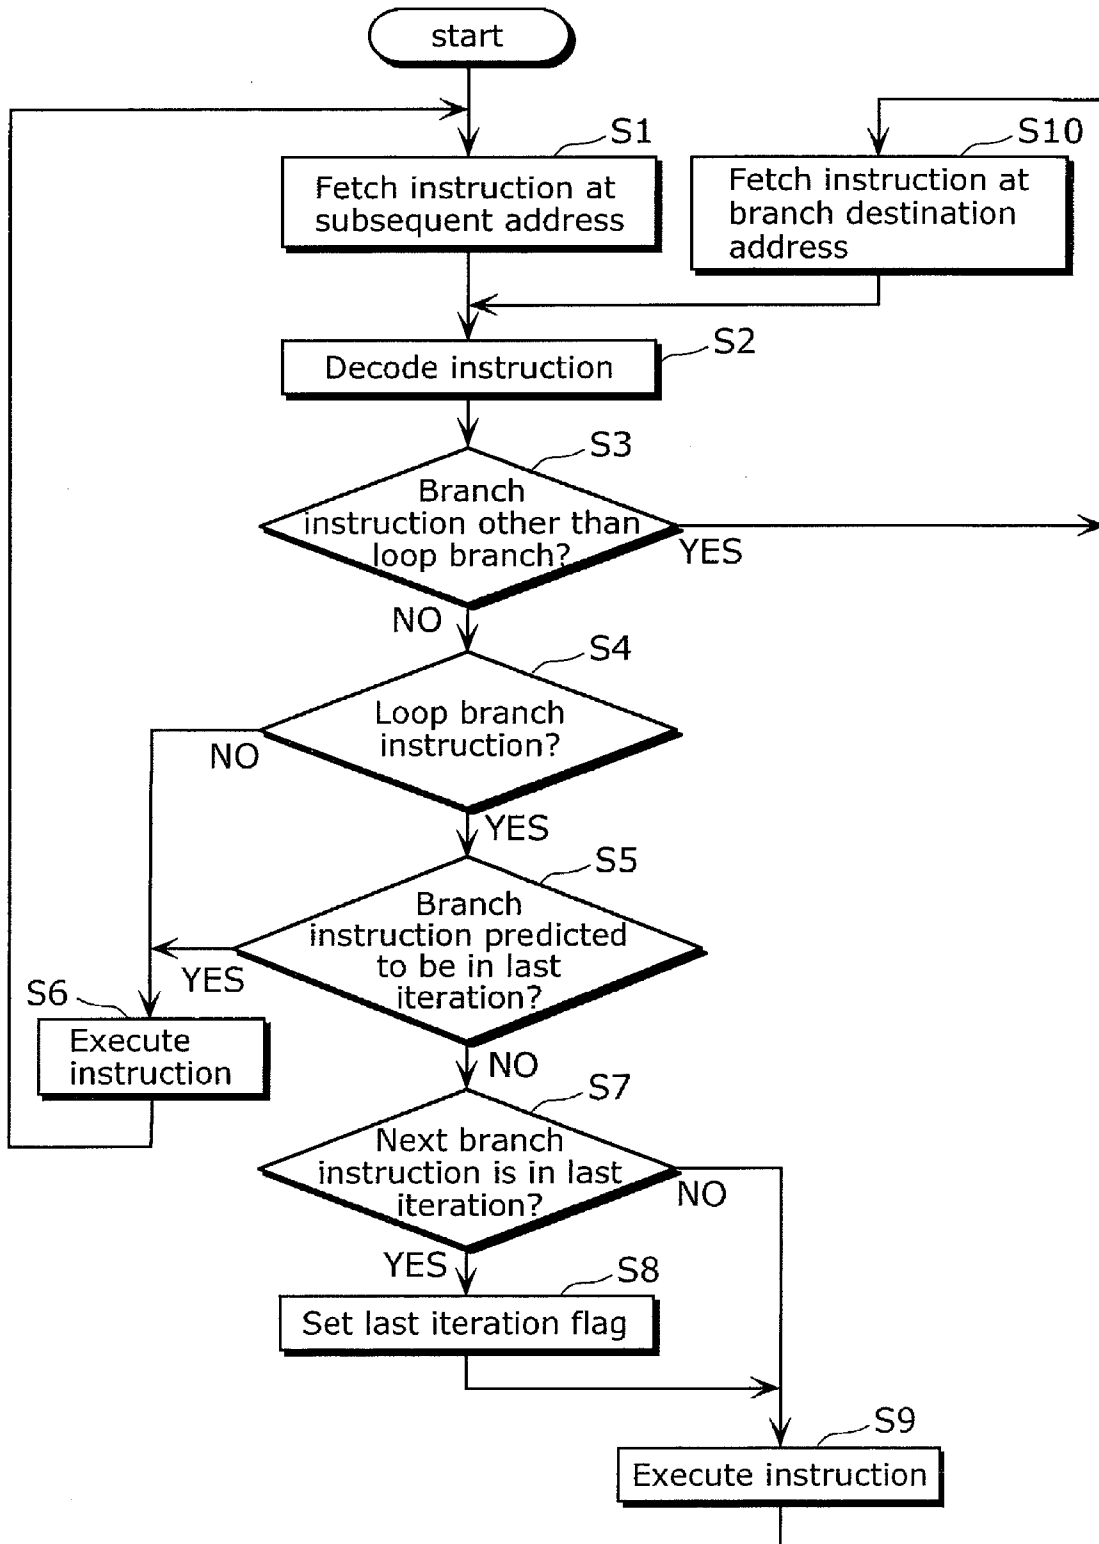 start
S1
Fetch instruction at
subsequent address
S10
Fetch instruction at
branch destination
address
S2
Decode instruction
S3
Branch
instruction other than
loop branch?
YES
NO
S4
Loop branch
instruction?
NO
YES
S5
Branch
instruction predicted
to be in last
iteration?
YES
S6
Execute
instruction
NO
S7
Next branch
instruction is in last
iteration?
NO
YES
S8
Set last iteration flag
S9
Execute instruction